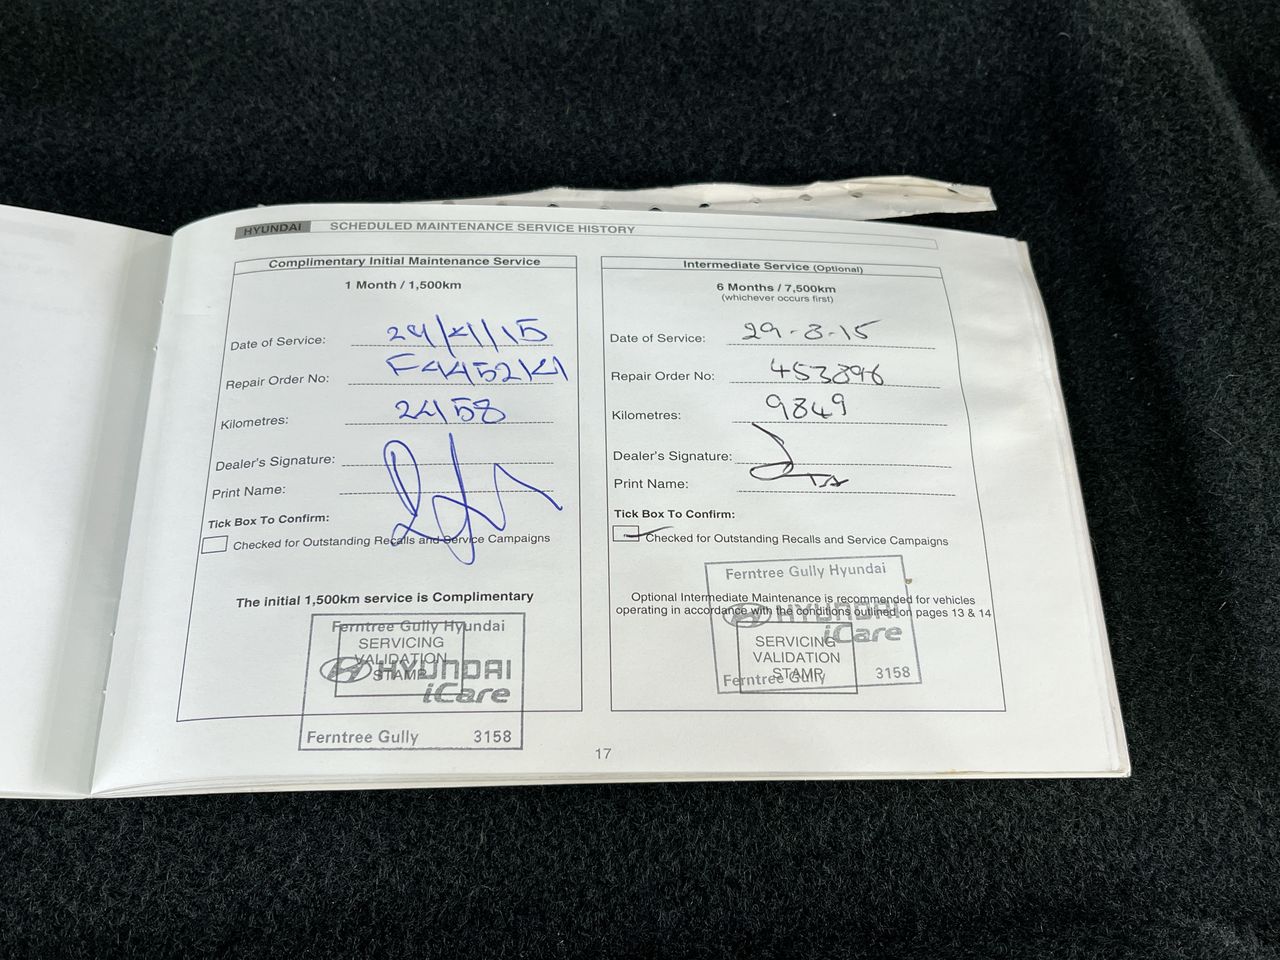 HYUNDAI SCHEDULED MAINTENANCE SERVICE HISTORY
Complimentary Initial Maintenance Service
1 Month / 1,500km
Date of Service: 24/4/15
Repair Order No:
Kilometres: 2458
Dealer's Signature:
Print Name:
Tick Box To Confirm:
Checked for Outstanding Recalls and Service Campaigns
The initial 1,500km service is Complimentary
Ferntree Gully Hyundai
SERVICING
VALIDATION
STAMP
HYUNDAI
iCare
Ferntree Gully 3158
Intermediate Service (Optional)
6 Months / 7,500km
(whichever occurs first)
Date of Service: 29-8-15
Repair Order No: 453896
Kilometres: 9849
Dealer's Signature:
Print Name:
Tick Box To Confirm:
Checked for Outstanding Recalls and Service Campaigns
Ferntree Gully Hyundai
Optional Intermediate Maintenance is recommended for vehicles
operating in accordance with the conditions outlined on pages 13 & 14
HYUNDAI
iCare
SERVICING
VALIDATION
STAMP
Ferntree Gully 3158
17